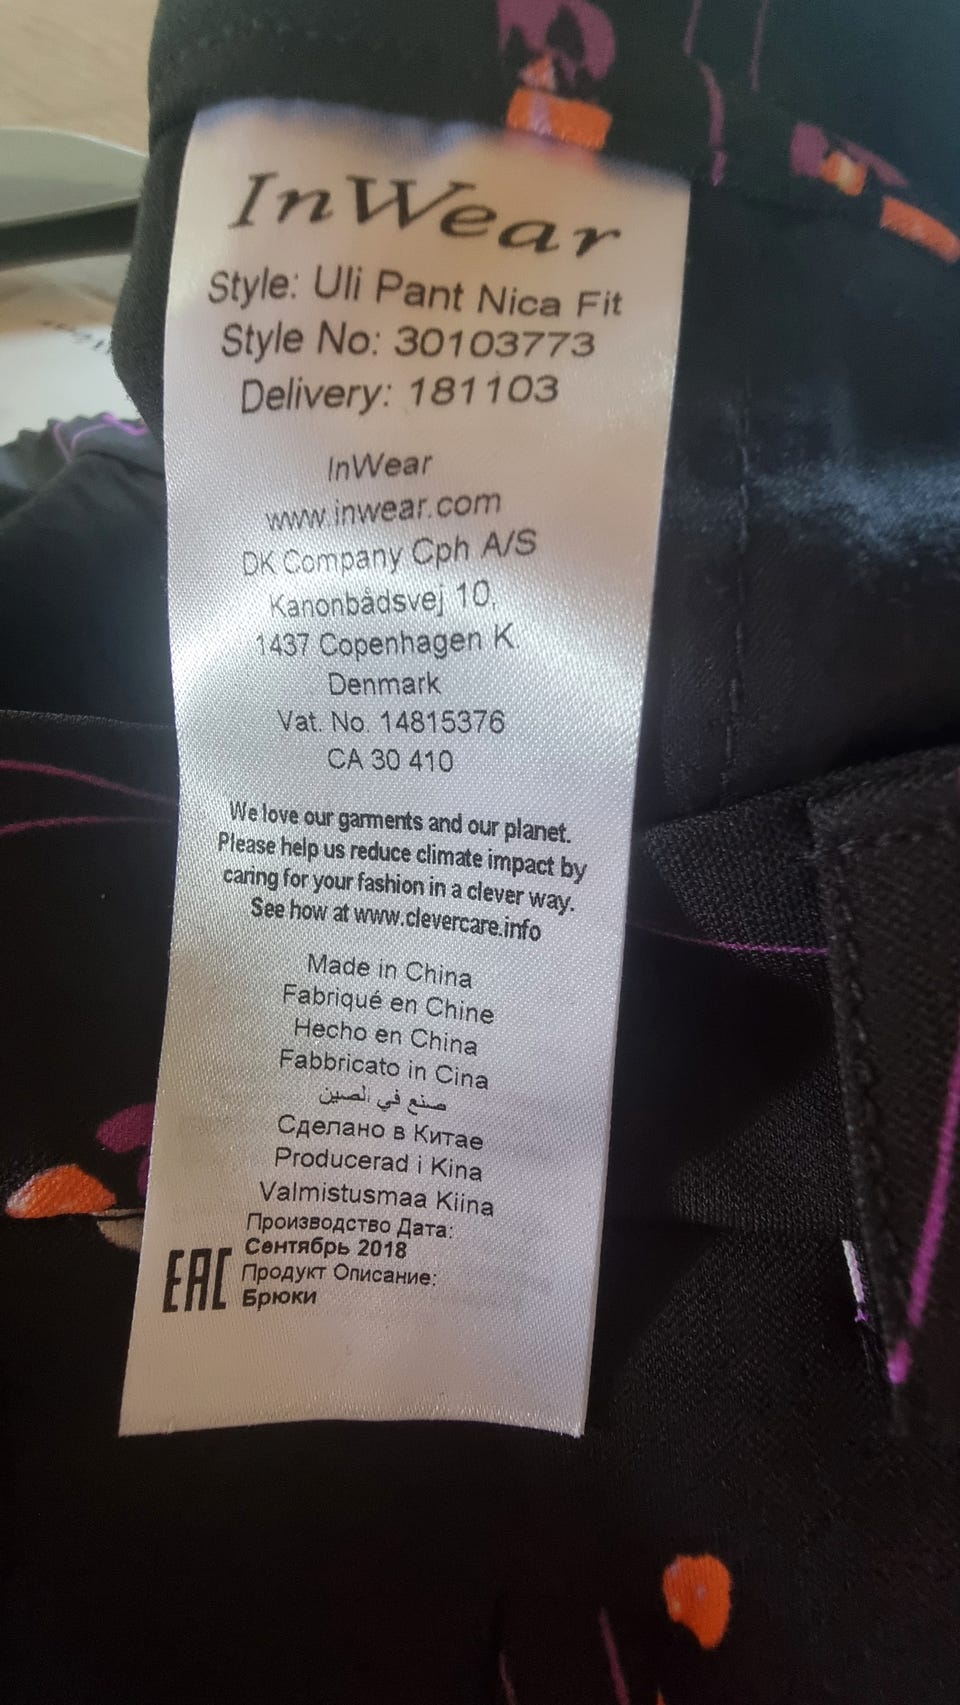 InWear
Style: Uli Pant Nica Fit
Style No: 30103773
Delivery: 181103
InWear
www.inwear.com
DK Company Cph A/S
Kanonbådsvej 10,
1437 Copenhagen K.
Denmark
Vat. No. 14815376
CA 30 410
We love our garments and our planet.
Please help us reduce climate impact by
caring for your fashion in a clever way.
See how at www.clevercare.info
Made in China
Fabriqué en Chine
Hecho en China
Fabbricato in Cina
صنع في الصين
Сделано в Китае
Producerad i Kina
Valmistusmaa Kiina
Производство Дата:
Сентябрь 2018
EAC Продукт Описание:
Брюки